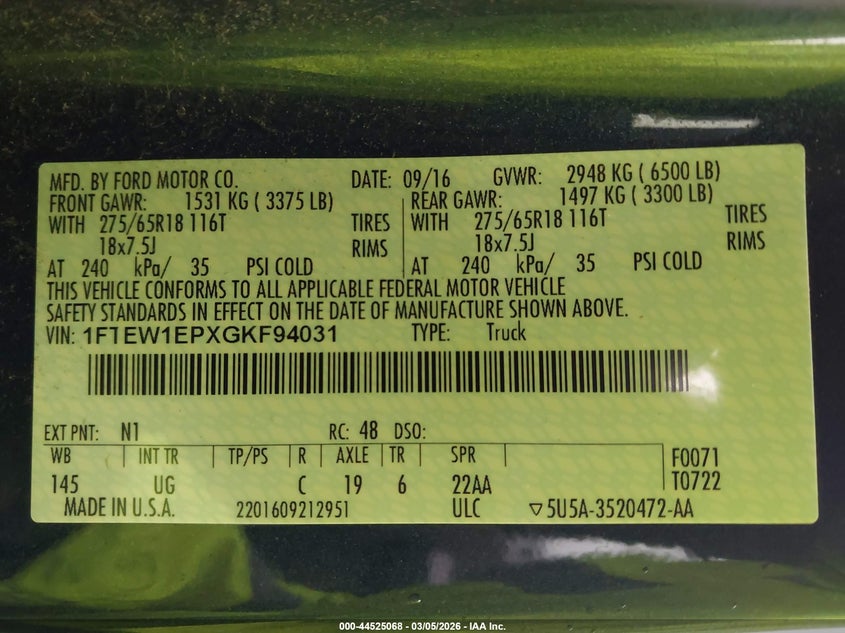 MFD. BY FORD MOTOR CO. DATE: 09/16 GVWR: 2948 KG ( 6500 LB)
FRONT GAWR: 1531 KG ( 3375 LB) REAR GAWR: 1497 KG ( 3300 LB)
WITH 275/65R18 116T TIRES WITH 275/65R18 116T TIRES
18x7.5J RIMS 18x7.5J RIMS
AT 240 kPa/ 35 PSI COLD AT 240 kPa/ 35 PSI COLD
THIS VEHICLE CONFORMS TO ALL APPLICABLE FEDERAL MOTOR VEHICLE
SAFETY STANDARDS IN EFFECT ON THE DATE OF MANUFACTURE SHOWN ABOVE.
VIN: 1FTEW1EPXGKF94031 TYPE: Truck
EXT PNT: N1 RC: 48 DSO:
WB INT TR TP/PS R AXLE TR SPR F0071
145 UG C 19 6 22AA T0722
MADE IN U.S.A. 2201609212951 ULC ▽5U5A-3520472-AA
000-44525068 - 03/05/2026 - IAA Inc.